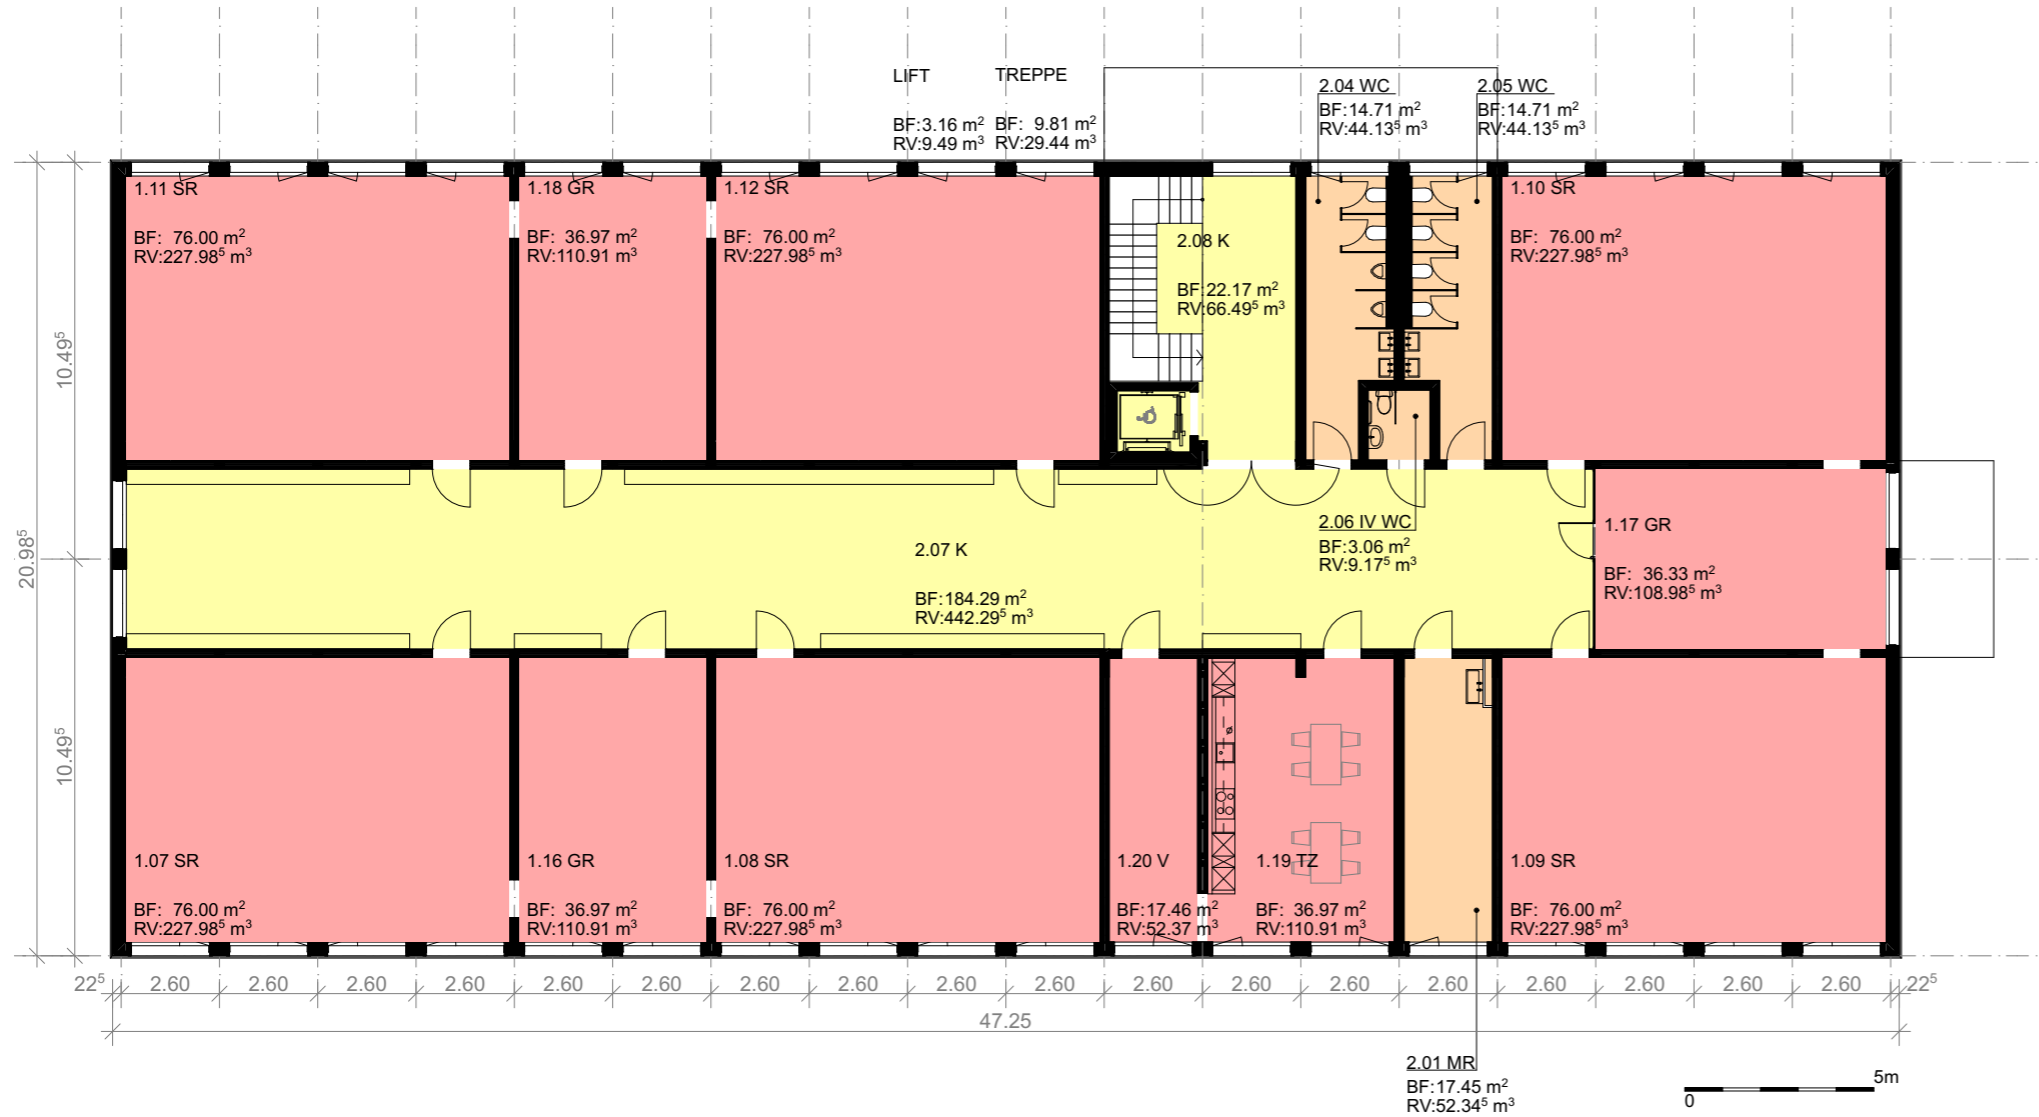 LIFT TREPPE
BF:3.16 m² BF: 9.81 m²
RV:9.49 m³ RV:29.44 m³
2.04 WC
BF:14.71 m²
RV:44.13⁵ m³
2.05 WC
BF:14.71 m²
RV:44.13⁵ m³
1.11 SR
BF: 76.00 m²
RV:227.98⁵ m³
1.18 GR
BF: 36.97 m²
RV:110.91 m³
1.12 SR
BF: 76.00 m²
RV:227.98⁵ m³
2.08 K
BF:22.17 m²
RV:66.49⁵ m³
1.10 SR
BF: 76.00 m²
RV:227.98⁵ m³
10.49⁵
20.98⁵
10.49⁵
2.07 K
BF:184.29 m²
RV:442.29⁵ m³
2.06 IV WC
BF:3.06 m²
RV:9.17⁵ m³
1.17 GR
BF: 36.33 m²
RV:108.98⁵ m³
1.07 SR
BF: 76.00 m²
RV:227.98⁵ m³
1.16 GR
BF: 36.97 m²
RV:110.91 m³
1.08 SR
BF: 76.00 m²
RV:227.98⁵ m³
1.20 V
BF:17.46 m²
RV:52.37 m³
1.19 TZ
BF: 36.97 m²
RV:110.91 m³
1.09 SR
BF: 76.00 m²
RV:227.98⁵ m³
22⁵ 2.60 2.60 2.60 2.60 2.60 2.60 2.60 2.60 2.60 2.60 2.60 2.60 2.60 2.60 2.60 2.60 2.60 2.60 22⁵
47.25
2.01 MR
BF:17.45 m²
RV:52.34⁵ m³
0 5m